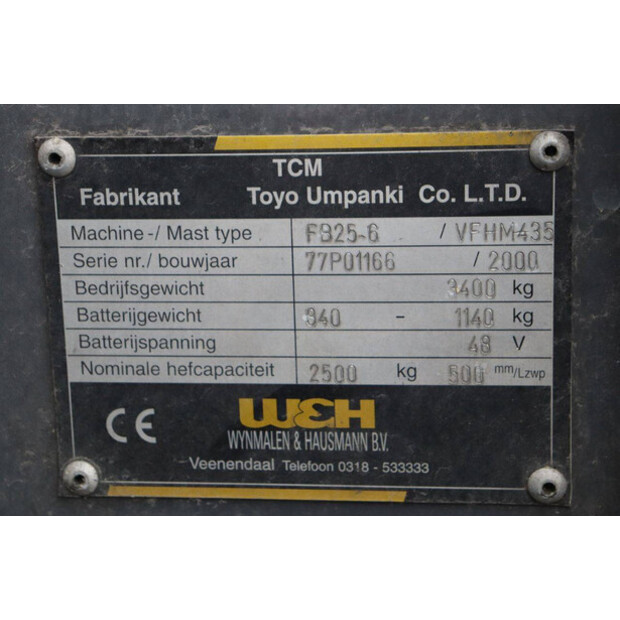 TCM
Fabrikant Toyo Umpanki Co. L.T.D.
Machine-/ Mast type FB25-6 / VFHM435
Serie nr./ bouwjaar 77P01166 / 2000
Bedrijfsgewicht 3400 kg
Batterijgewicht 840 - 1140 kg
Batterijspanning 48 V
Nominale hefcapaciteit 2500 kg 500 mm/Lzwp
CE W&H
WYNMALEN & HAUSMANN B.V.
Veenendaal Telefoon 0318 - 533333